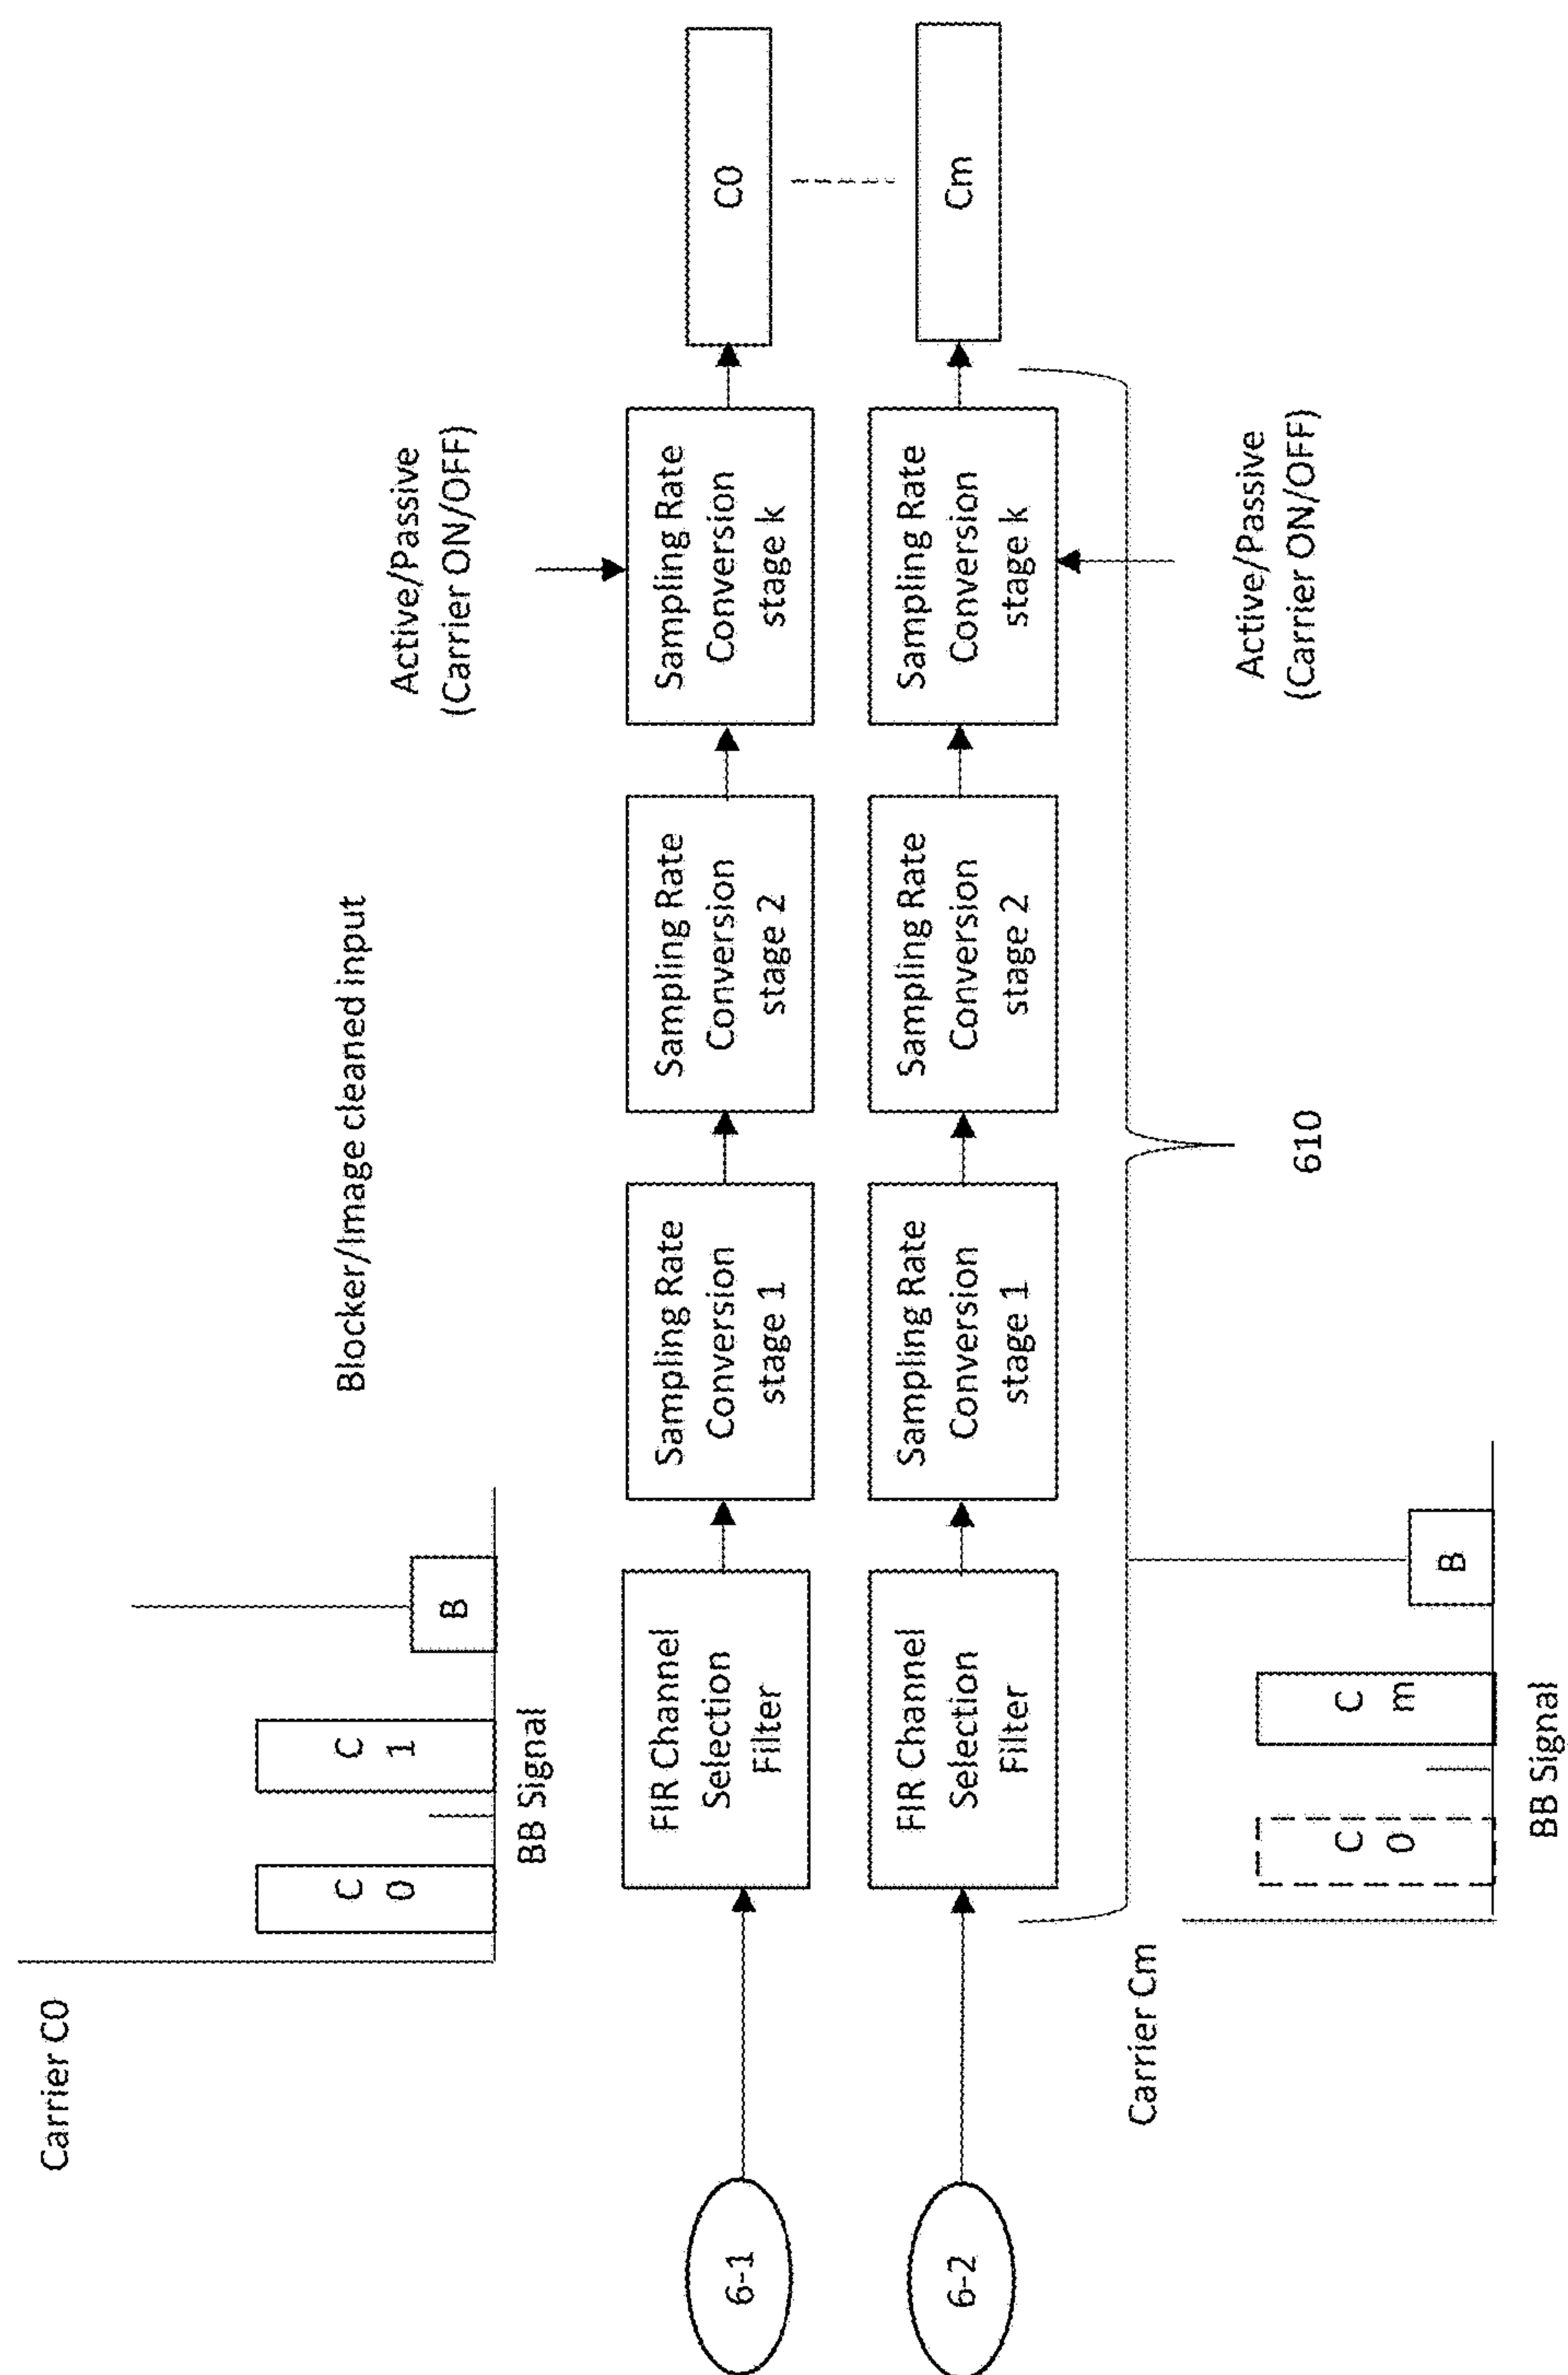 Carrier C0
C
0
C
1
B
BB Signal
Blocker/Image cleaned input
Active/Passive
(Carrier ON/OFF)
6-1
FIR Channel
Selection
Filter
Sampling Rate
Conversion
stage 1
Sampling Rate
Conversion
stage 2
Sampling Rate
Conversion
stage k
C0
6-2
FIR Channel
Selection
Filter
Sampling Rate
Conversion
stage 1
Sampling Rate
Conversion
stage 2
Sampling Rate
Conversion
stage k
Cm
Carrier Cm
C
0
C
m
B
BB Signal
610
Active/Passive
(Carrier ON/OFF)